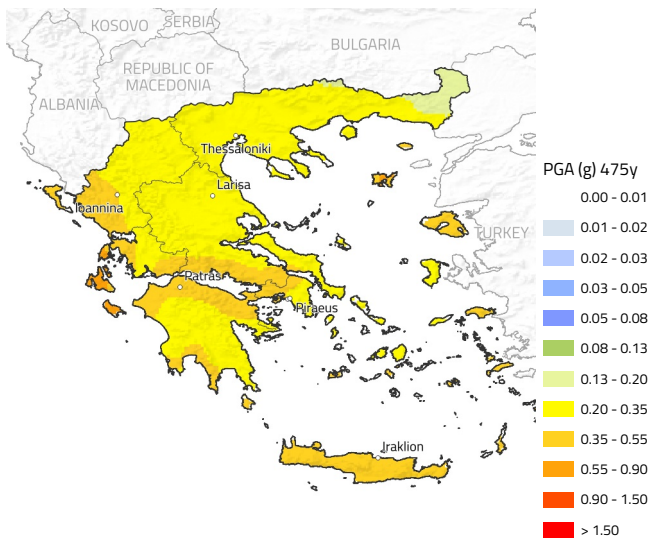 KOSOVO
SERBIA
BULGARIA
REPUBLIC OF
MACEDONIA
ALBANIA
Thessaloniki
Larisa
Ioannina
TURKEY
Patras
Piraeus
Iraklion
PGA (g) 475y
0.00 - 0.01
0.01 - 0.02
0.02 - 0.03
0.03 - 0.05
0.05 - 0.08
0.08 - 0.13
0.13 - 0.20
0.20 - 0.35
0.35 - 0.55
0.55 - 0.90
0.90 - 1.50
> 1.50